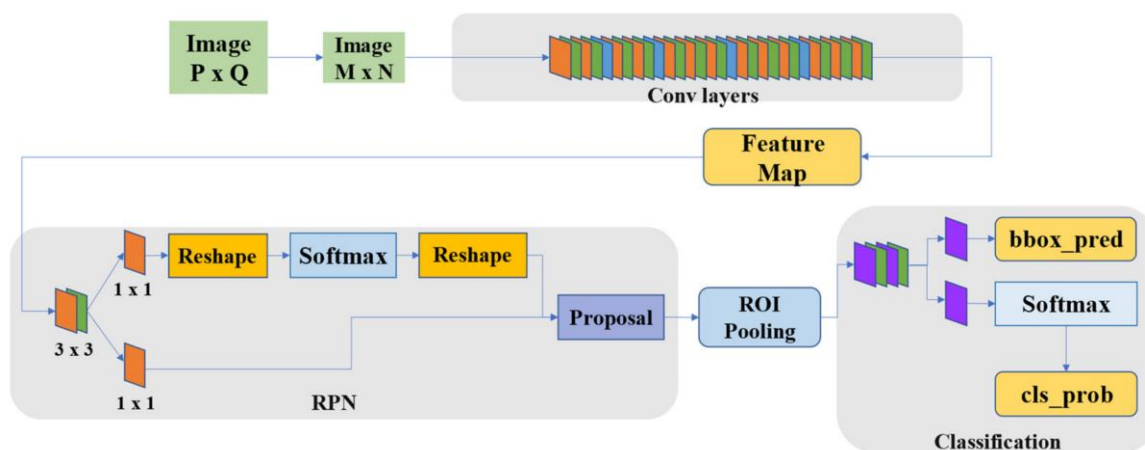 Image
P x Q
Image
M x N
Conv layers
Feature
Map
Reshape
Softmax
Reshape
1 x 1
3 x 3
1 x 1
Proposal
RPN
ROI
Pooling
bbox_pred
Softmax
cls_prob
Classification